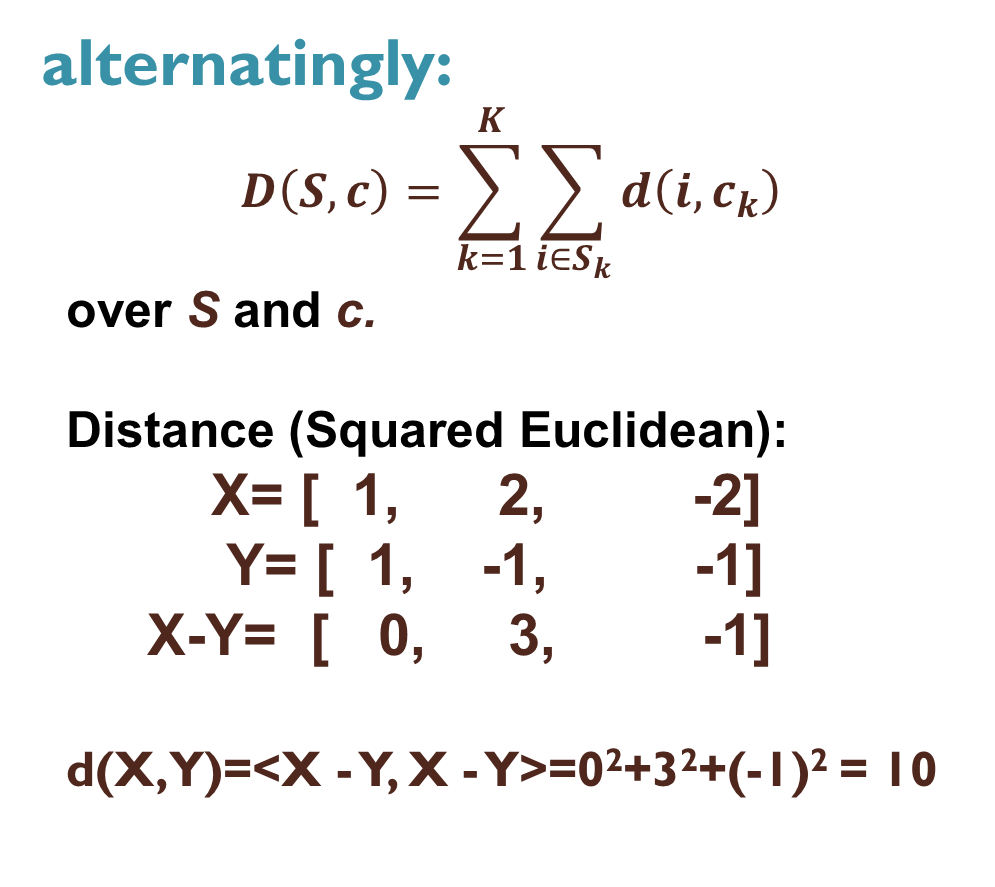 alternatingly:
D(S, c) = ∑_{k=1}^{K} ∑_{i∈S_k} d(i, c_k)
over S and c.
Distance (Squared Euclidean):
X= [ 1, 2, -2]
Y= [ 1, -1, -1]
X-Y= [ 0, 3, -1]
d(X,Y)=<X - Y, X - Y>=0²+3²+(-1)² = 10